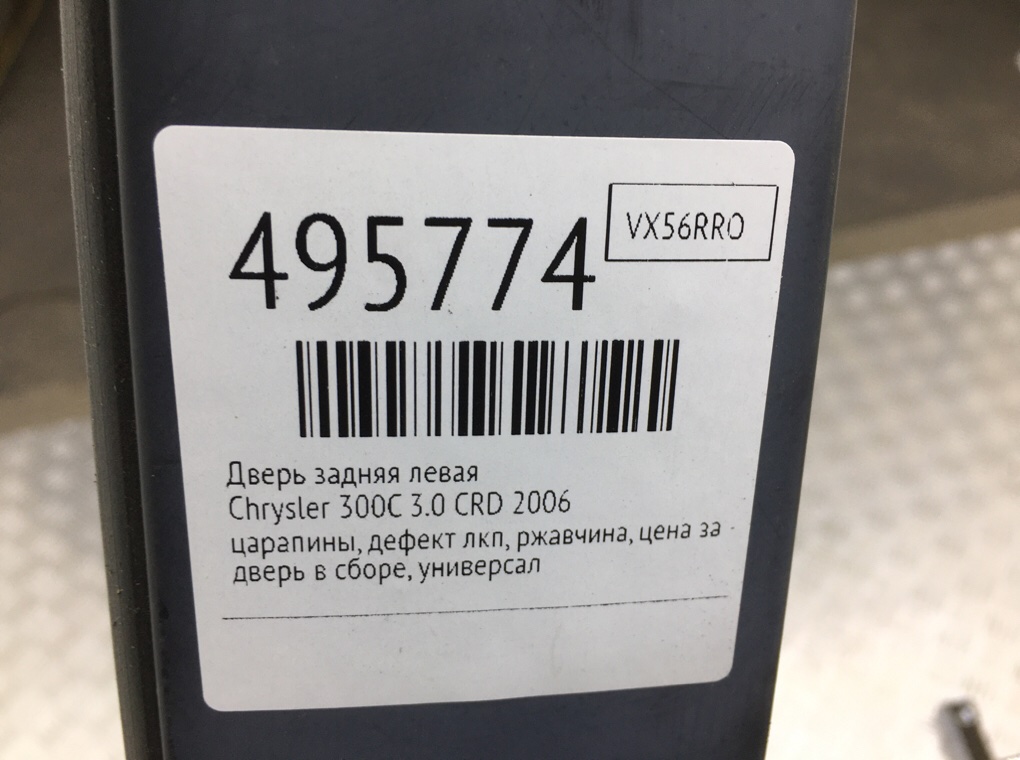 495774
VX56RRO
Дверь задняя левая
Chrysler 300C 3.0 CRD 2006
царапины, дефект лкп, ржавчина, цена за
дверь в сборе, универсал